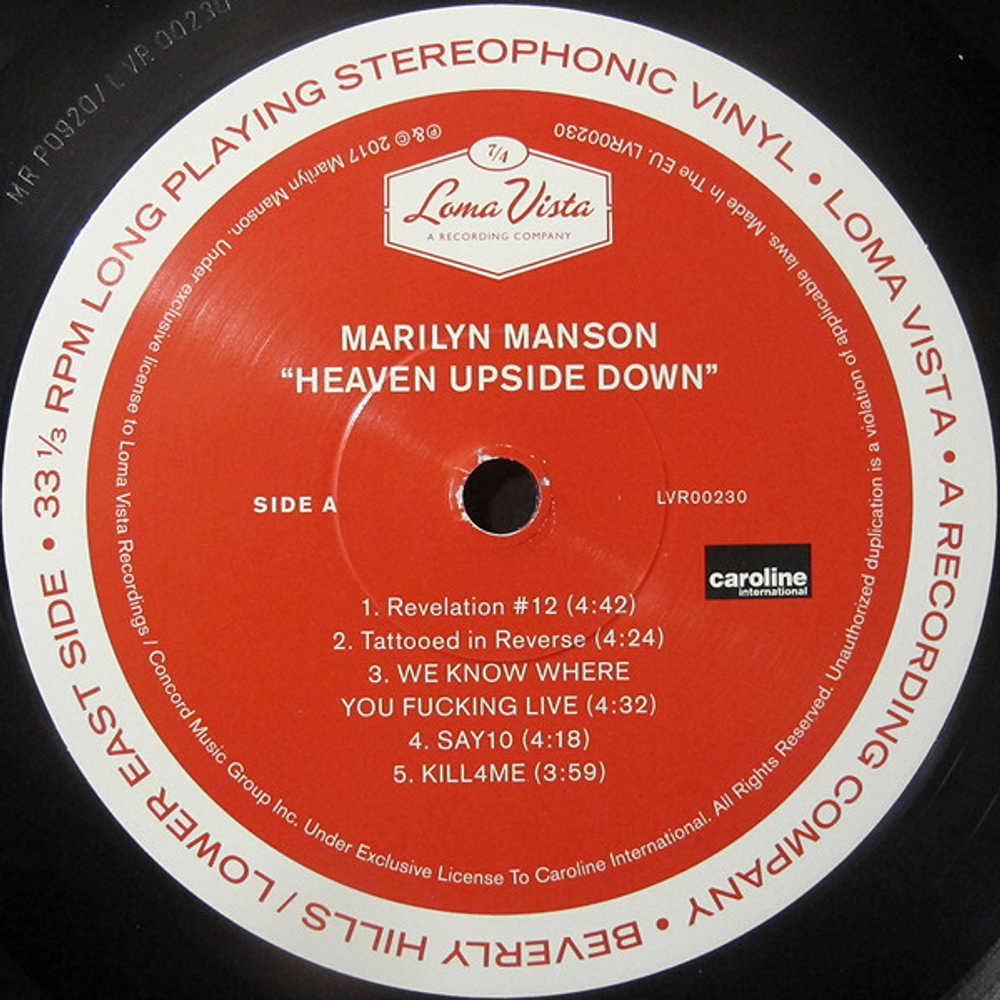 MR P0920/ LVR 00230
33 ⅓ RPM LONG PLAYING STEREOPHONIC VINYL • LOMA VISTA • A RECORDING COMPANY • BEVERLY HILLS / LOWER EAST SIDE •
℗&© 2017 Marilyn Manson. Under exclusive license to Loma Vista Recordings / Concord Music Group Inc. Under Exclusive License To Caroline International. All Rights Reserved. Unauthorized duplication is a violation of applicable laws. Made In The EU. LVR00230
7/4
Loma Vista
A RECORDING COMPANY
MARILYN MANSON
“HEAVEN UPSIDE DOWN”
SIDE A
LVR00230
caroline
international
1. Revelation #12 (4:42)
2. Tattooed in Reverse (4:24)
3. WE KNOW WHERE
YOU FUCKING LIVE (4:32)
4. SAY10 (4:18)
5. KILL4ME (3:59)